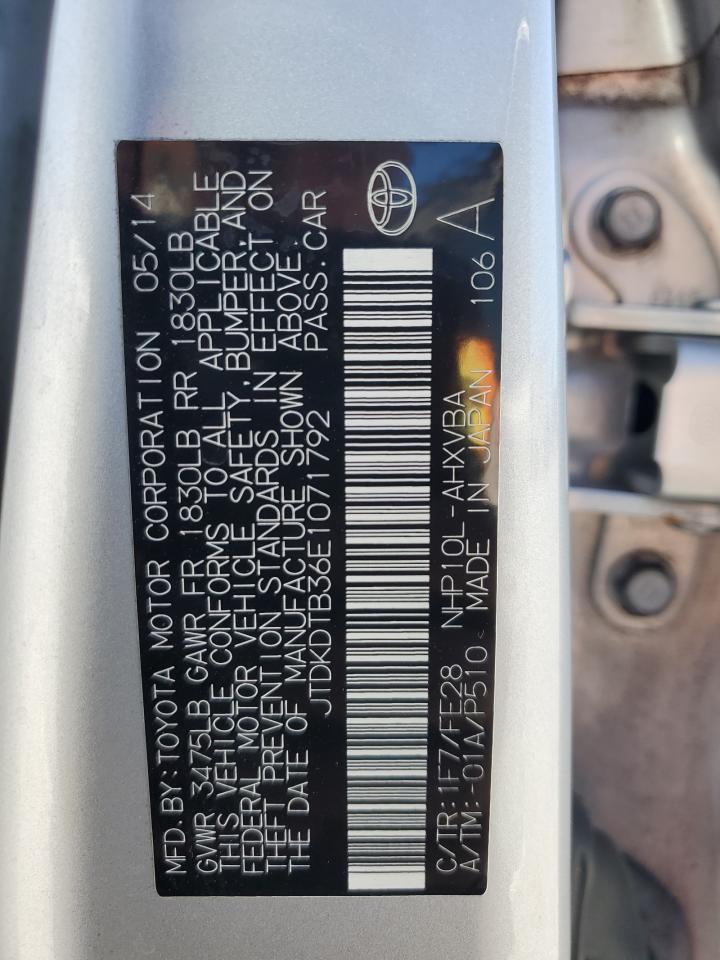 MFD. BY: TOYOTA MOTOR CORPORATION 05/14
GVWR 3475LB GAWR FR 1830LB RR 1830LB
THIS VEHICLE CONFORMS TO ALL APPLICABLE
FEDERAL MOTOR VEHICLE SAFETY, BUMPER, AND
THEFT PREVENTION STANDARDS IN EFFECT ON
THE DATE OF MANUFACTURE SHOWN ABOVE.
JTDKDTB36E1071792 PASS. CAR
C/TR: 1F7/FE28 NHP10L-AHXVBA 106
A/TM: -01A/P510 MADE IN JAPAN A